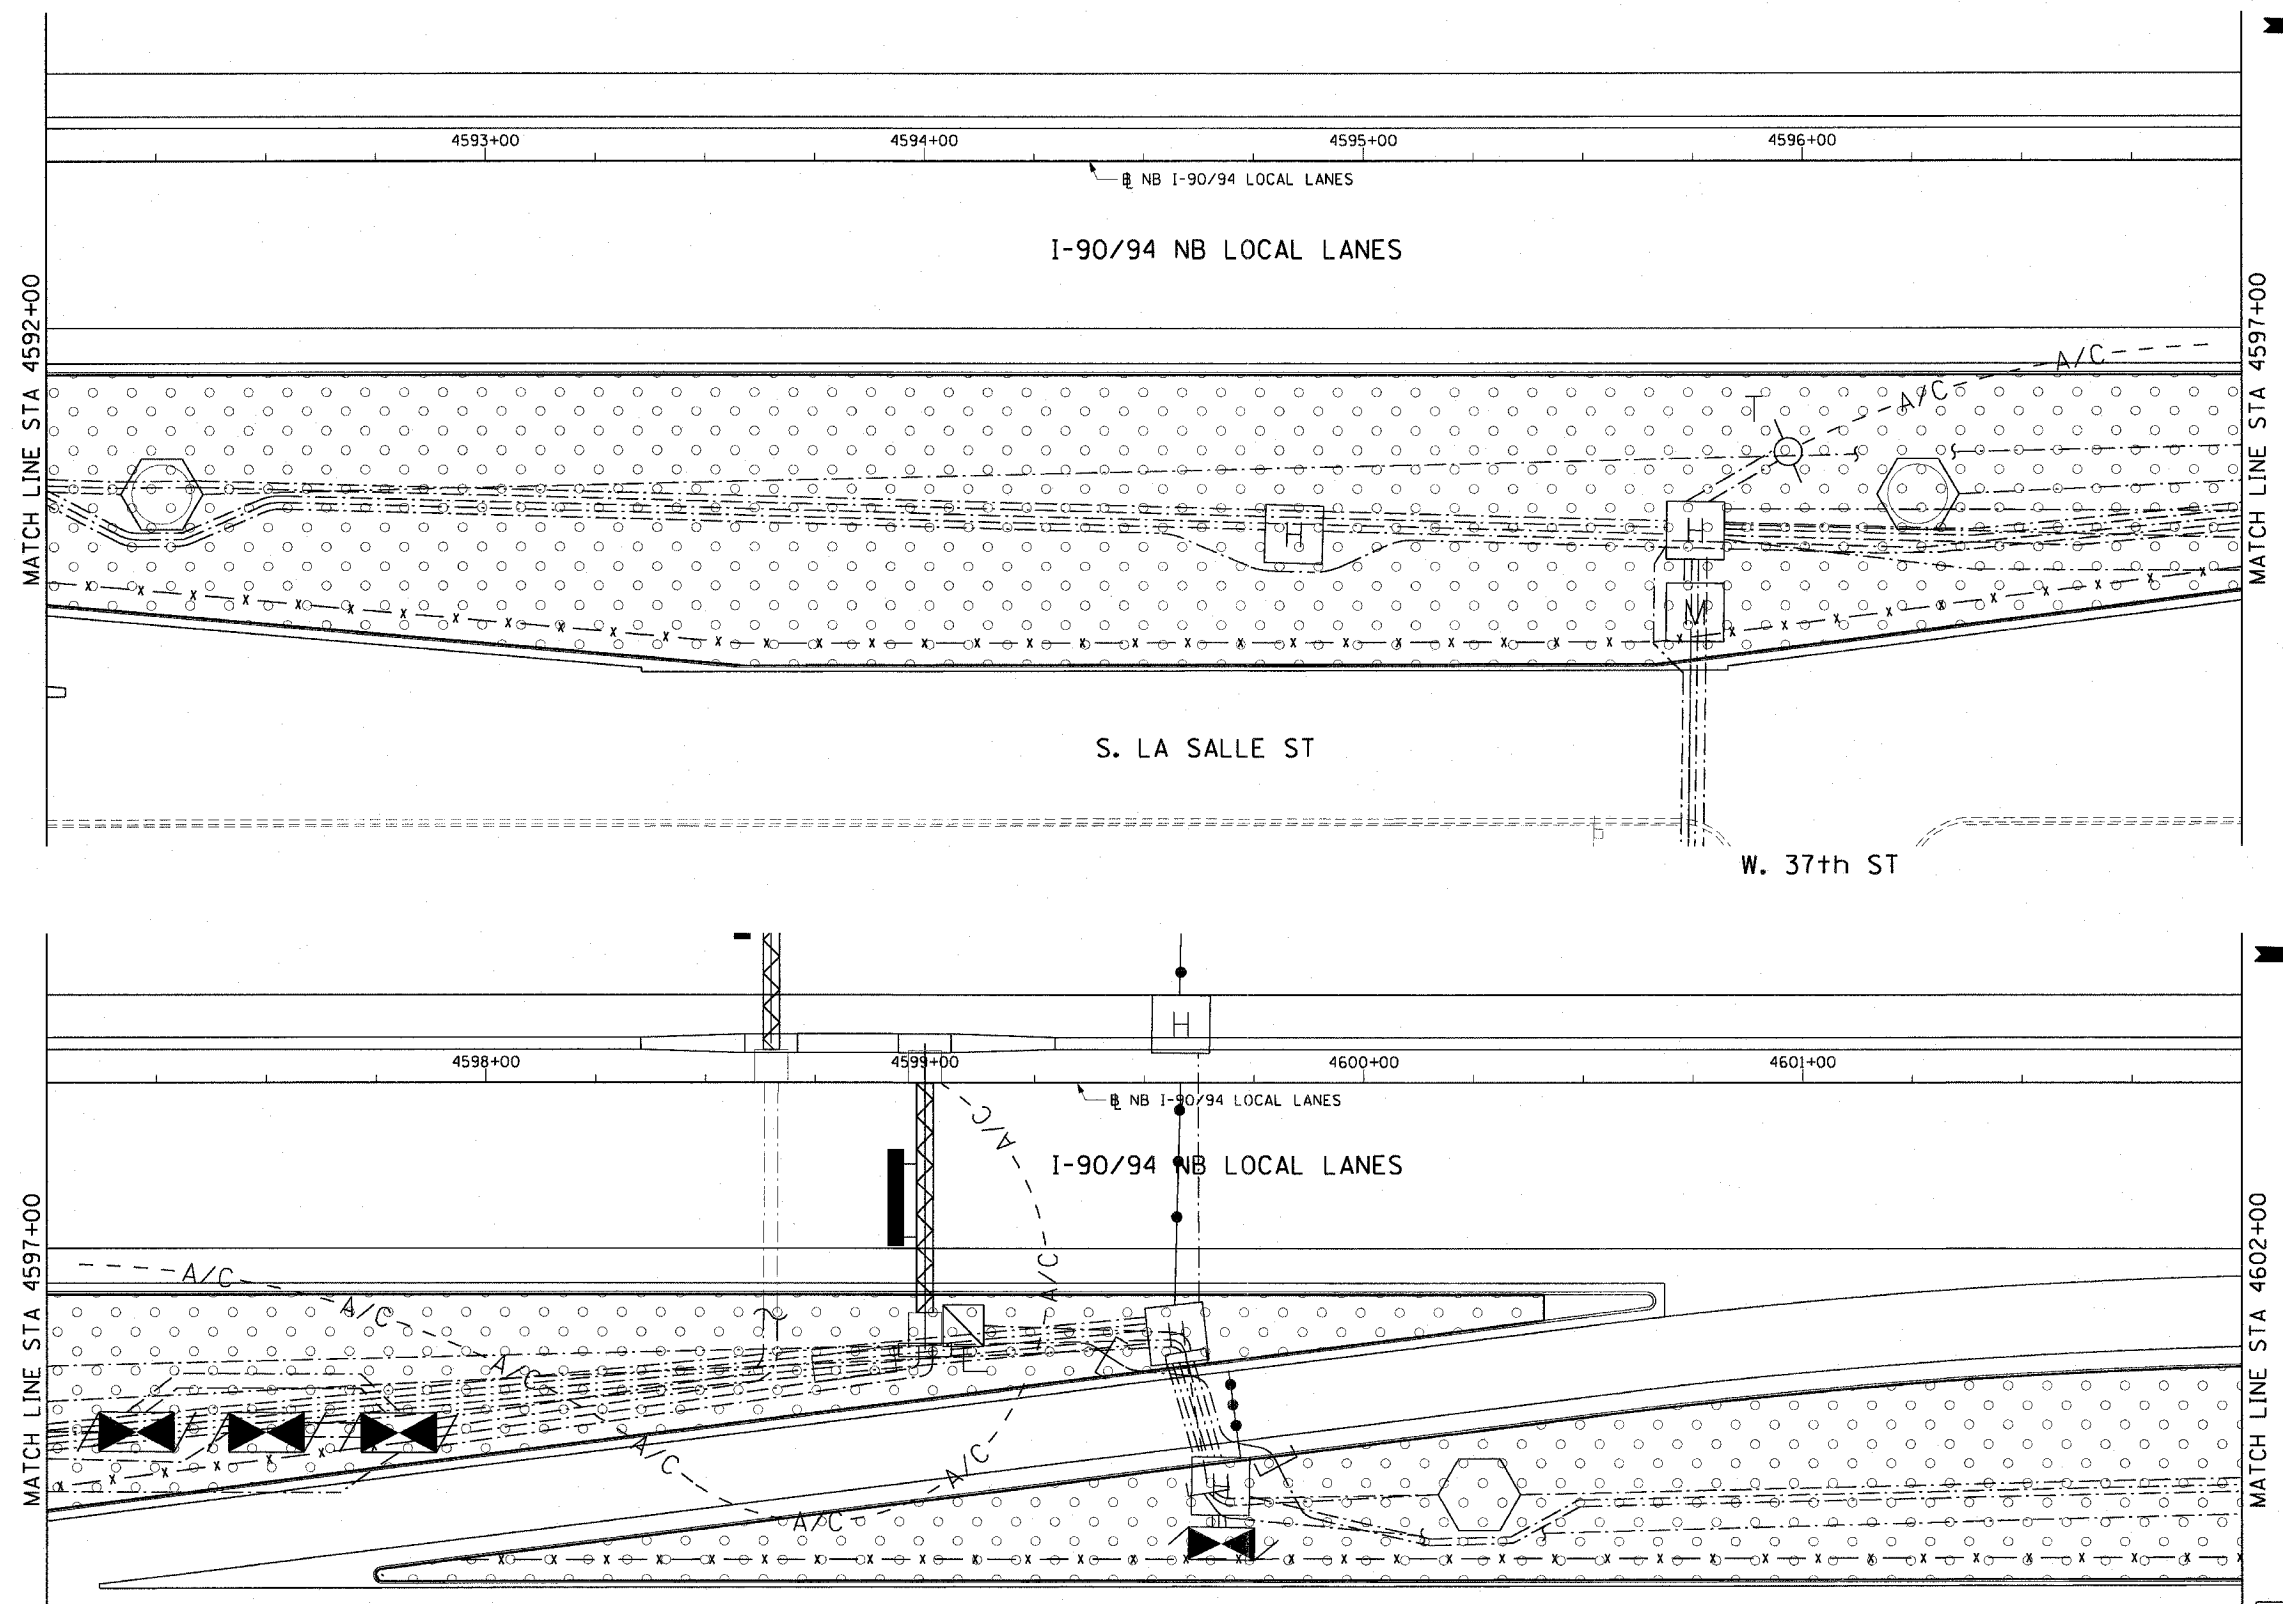 4593+00 4594+00 4595+00 4596+00
℄ NB I-90/94 LOCAL LANES
I-90/94 NB LOCAL LANES
MATCH LINE STA 4592+00
MATCH LINE STA 4597+00
A/C
A/C
T
H H
M
S. LA SALLE ST
W. 37th ST
H
4598+00 4599+00 4600+00 4601+00
℄ NB I-90/94 LOCAL LANES
A/C
I-90/94 NB LOCAL LANES
MATCH LINE STA 4597+00
MATCH LINE STA 4602+00
A/C
A/C
A/C
A/C
A/C
A/C
A/C
H